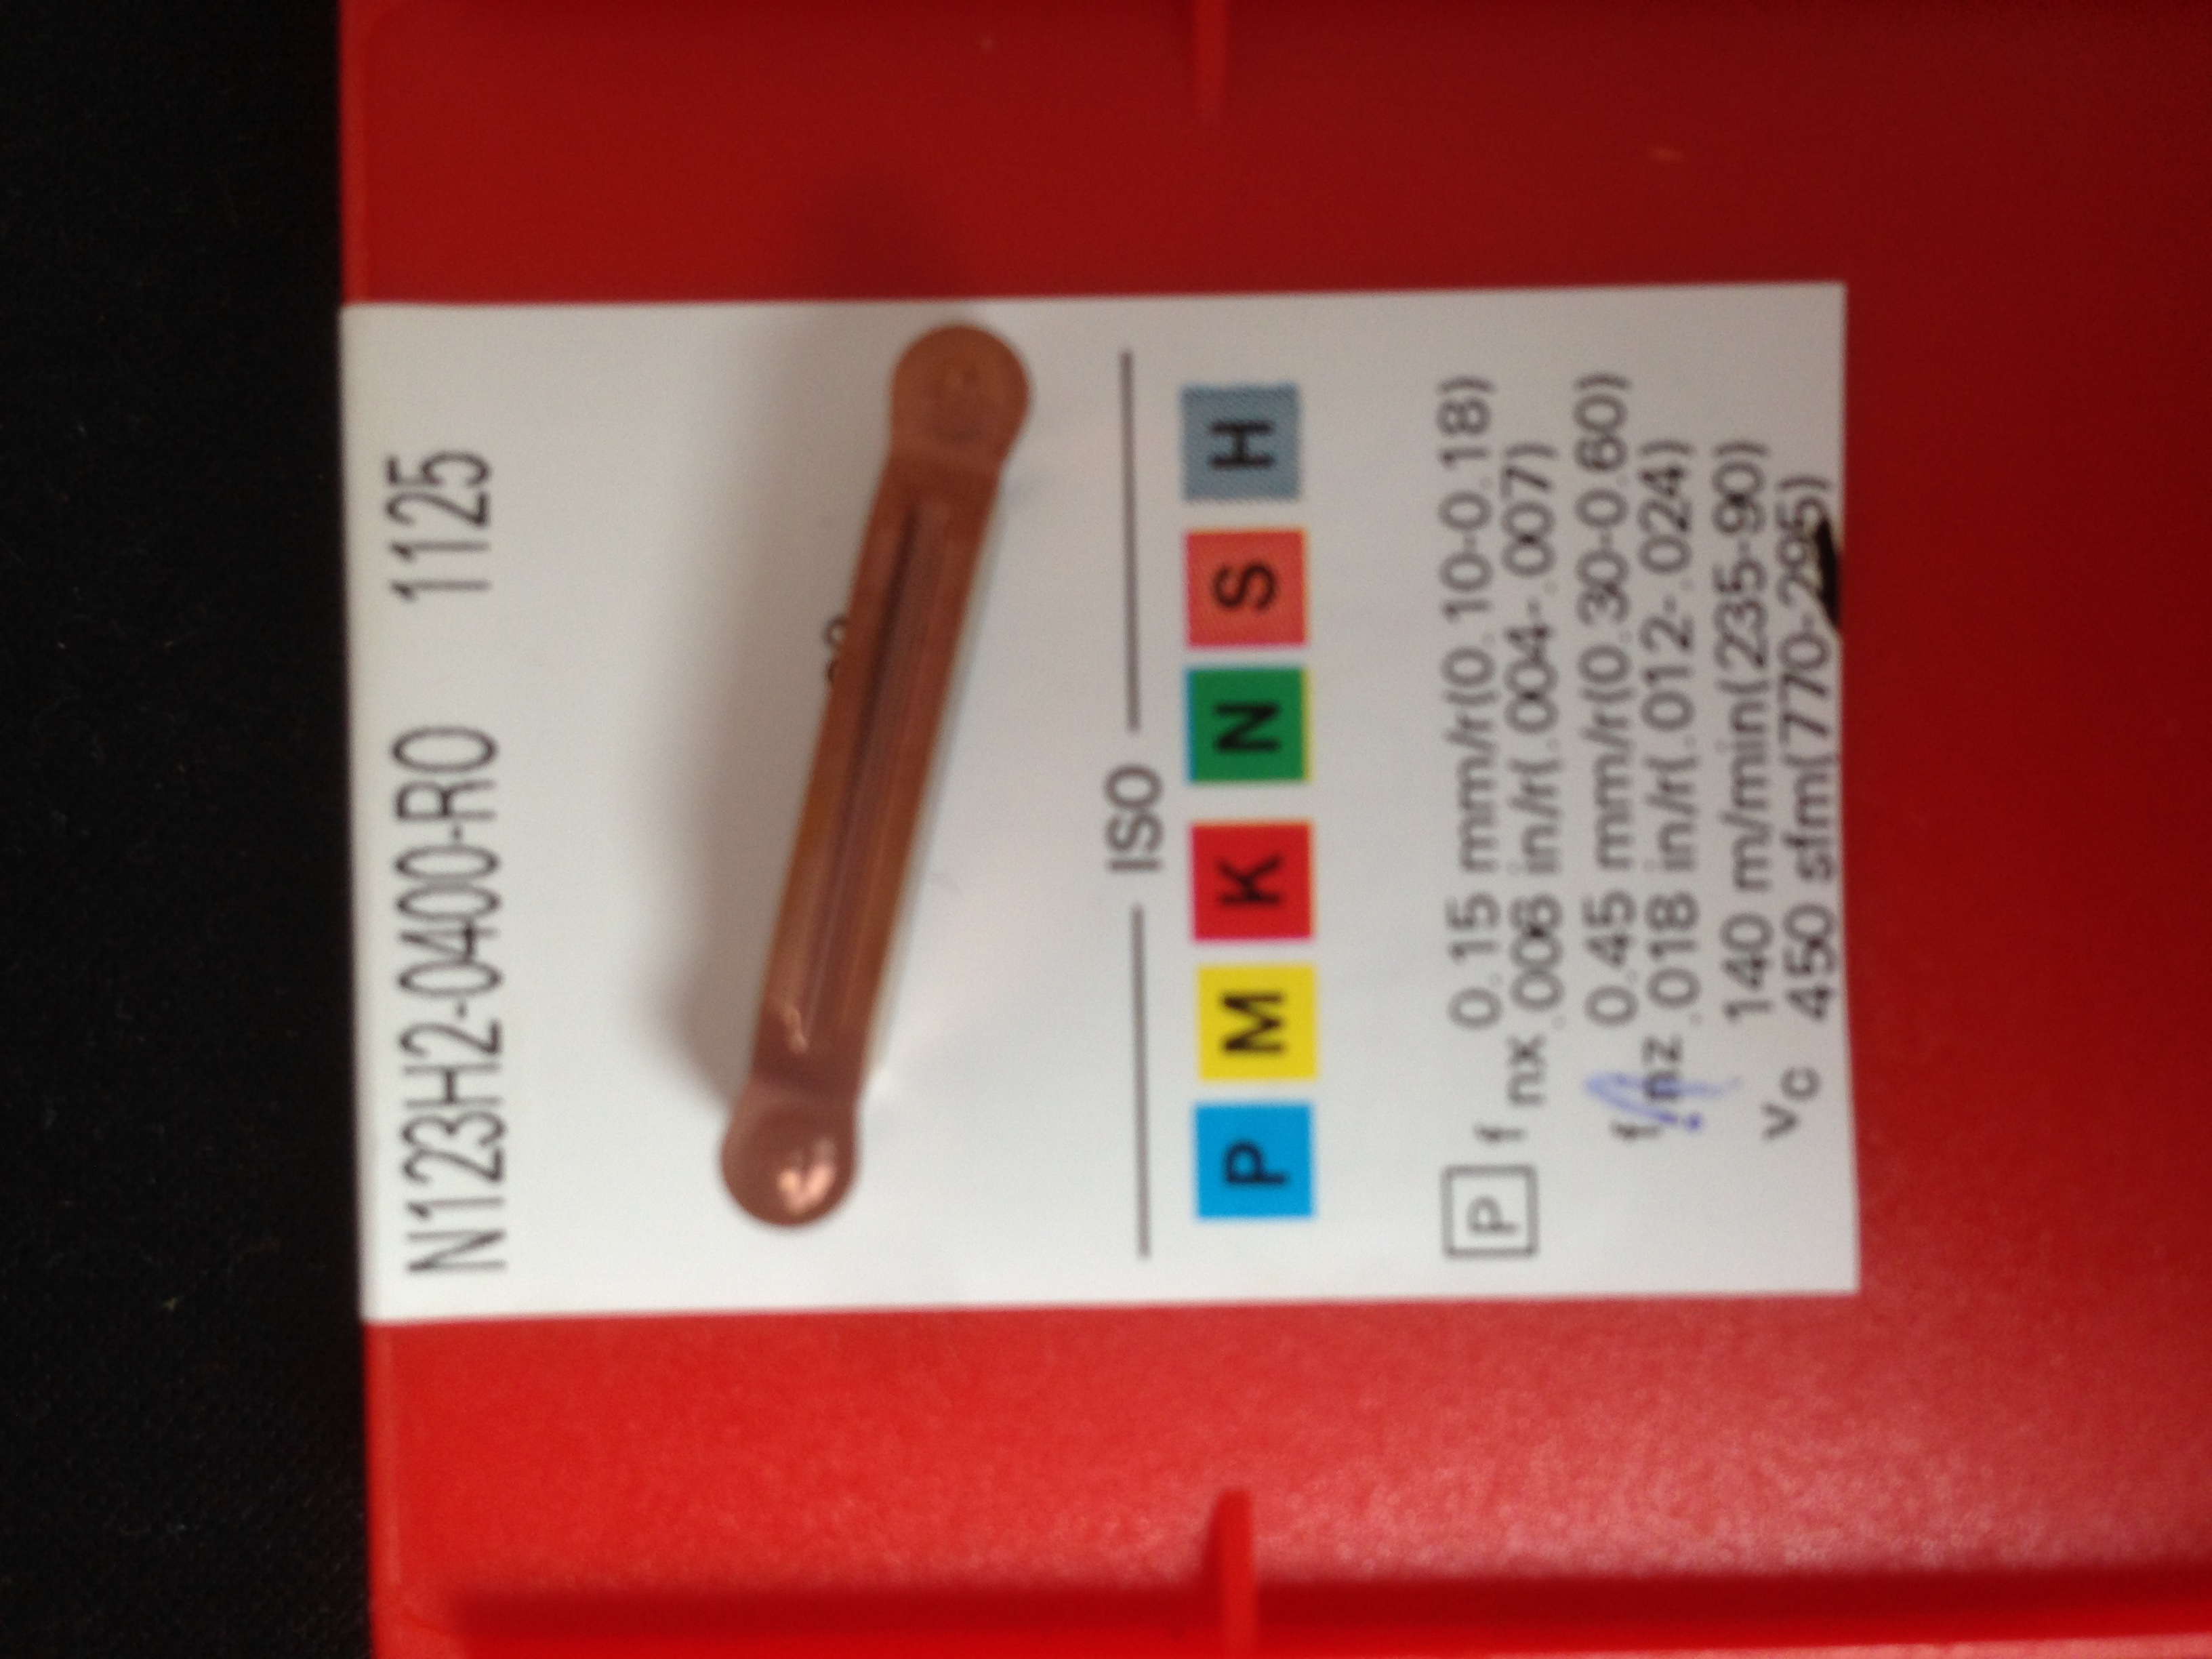 N123H2-0400-RO 1125
ISO
P M K N S H
P f nx 0.15 mm/r(0.10-0.18)
.006 in/r(.004-.007)
f nz 0.45 mm/r(0.30-0.60)
.018 in/r(.012-.024)
vc 140 m/min(235-90)
450 sfm(770-295)